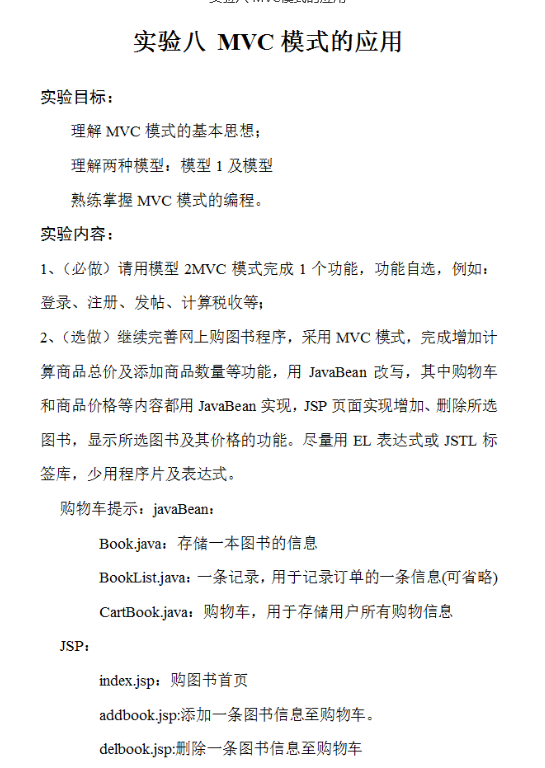 实验八 MVC 模式的应用
实验八 MVC 模式的应用
实验目标：
理解 MVC 模式的基本思想；
理解两种模型：模型 1 及模型
熟练掌握 MVC 模式的编程。
实验内容：
1、（必做）请用模型 2MVC 模式完成 1 个功能，功能自选，例如：
登录、注册、发帖、计算税收等；
2、（选做）继续完善网上购图书程序，采用 MVC 模式，完成增加计
算商品总价及添加商品数量等功能，用 JavaBean 改写，其中购物车
和商品价格等内容都用 JavaBean 实现，JSP 页面实现增加、删除所选
图书，显示所选图书及其价格的功能。尽量用 EL 表达式或 JSTL 标
签库，少用程序片及表达式。
购物车提示：javaBean：
Book.java：存储一本图书的信息
BookList.java：一条记录，用于记录订单的一条信息(可省略)
CartBook.java：购物车，用于存储用户所有购物信息
JSP：
index.jsp：购图书首页
addbook.jsp:添加一条图书信息至购物车。
delbook.jsp:删除一条图书信息至购物车